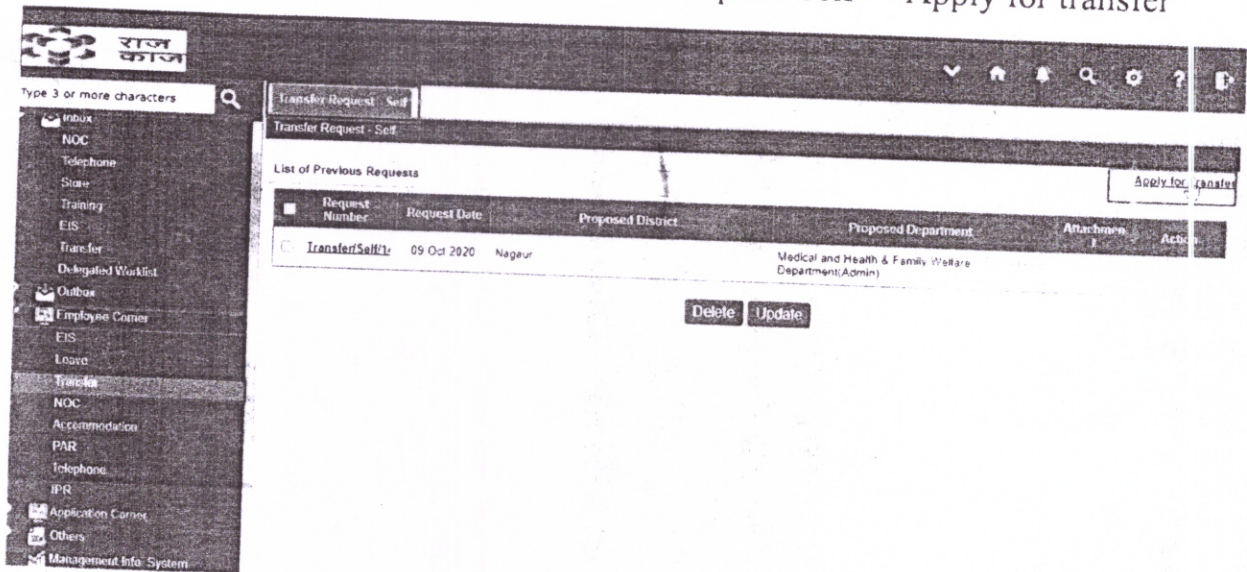 Apply for transfer
राज
काज
Type 3 or more characters
Transfer Request - Self
Inbox
NOC
Telephone
Store
Training
EIS
Transfer
Delegated Worklist
Outbox
Employee Corner
EIS
Leave
Transfer
NOC
Accommodation
PAR
Telephone
IPR
Application Corner
Others
Management Info. System
Transfer Request - Self
List of Previous Requests
Apply for transfer
Request Number Request Date Proposed District Proposed Department Attachmen t Action
Transfer/Self/1 09 Oct 2020 Nagaur Medical and Health & Family Welfare
Department(Admin)
Delete Update